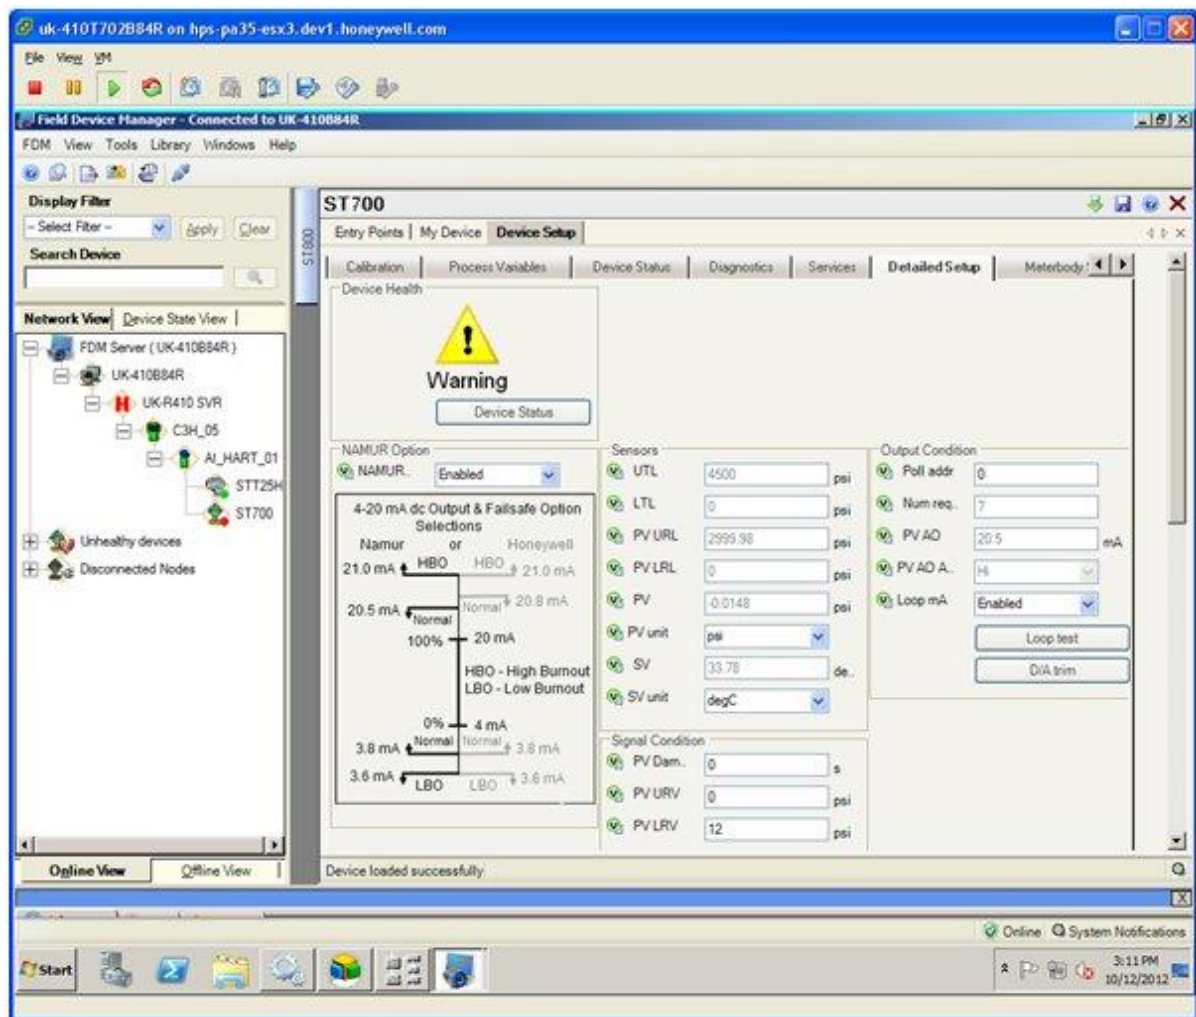 uk-410T702B84R on hps-pa35-esx3.dev1.honeywell.com
File View VM
Field Device Manager - Connected to UK-410B84R
FDM View Tools Library Windows Help
Display Filter
-- Select Filter --
Apply
Clear
Search Device
Network View
Device State View
FDM Server ( UK-410B84R )
UK-410B84R
UK-R410 SVR
C3H_05
AI_HART_01
STT25H
ST700
Unhealthy devices
Disconnected Nodes
Online View
Offline View
ST800
ST700
Entry Points
My Device
Device Setup
Calibration
Process Variables
Device Status
Diagnostics
Services
Detailed Setup
Meterbody
Device Health
Warning
Device Status
NAMUR Option
NAMUR.. Enabled
4-20 mA dc Output & Failsafe Option
Selections
Namur or Honeywell
21.0 mA HBO HBO 21.0 mA
20.5 mA Normal Normal 20.8 mA
100% 20 mA
HBO - High Burnout
LBO - Low Burnout
0% 4 mA
3.8 mA Normal Normal 3.8 mA
3.6 mA LBO LBO 3.6 mA
Sensors
UTL 4500 psi
LTL 0 psi
PV URL 2999.98 psi
PV LRL 0 psi
PV -0.0148 psi
PV unit psi
SV 33.78 de..
SV unit degC
Signal Condition
PV Dam.. 0 s
PV URV 0 psi
PV LRV 12 psi
Output Condition
Poll addr 0
Num req.. 7
PV AO 20.5 mA
PV AO A.. Hi
Loop mA Enabled
Loop test
D/A trim
Device loaded successfully
Online
System Notifications
Start
3:11 PM
10/12/2012